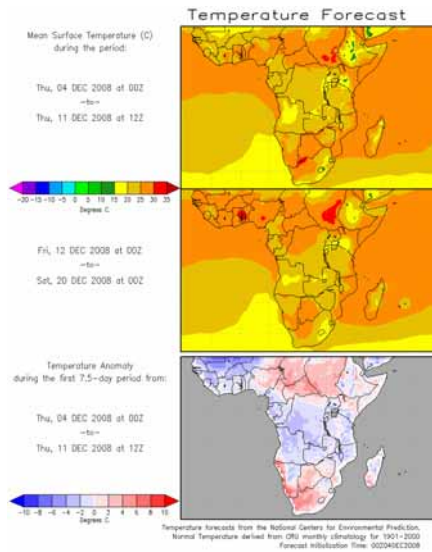 Temperature Forecast
Mean Surface Temperature (C)
during the period:
Thu, 04 DEC 2008 at 00Z
-to-
Thu, 11 DEC 2008 at 12Z
-20 -15 -10 -5 0 5 10 15 20 25 30 35
Degrees C
Fri, 12 DEC 2008 at 00Z
-to-
Sat, 20 DEC 2008 at 00Z
Temperature Anomaly
during the first 7.5-day period from:
Thu, 04 DEC 2008 at 00Z
-to-
Thu, 11 DEC 2008 at 12Z
-10 -8 -6 -4 -2 0 2 4 6 8 10
Degrees C
Temperature forecasts from the National Centers for Environmental Prediction.
Normal Temperature derived from CRU monthly climatology for 1901-2000
Forecast Initialization Time: 00Z04DEC2008